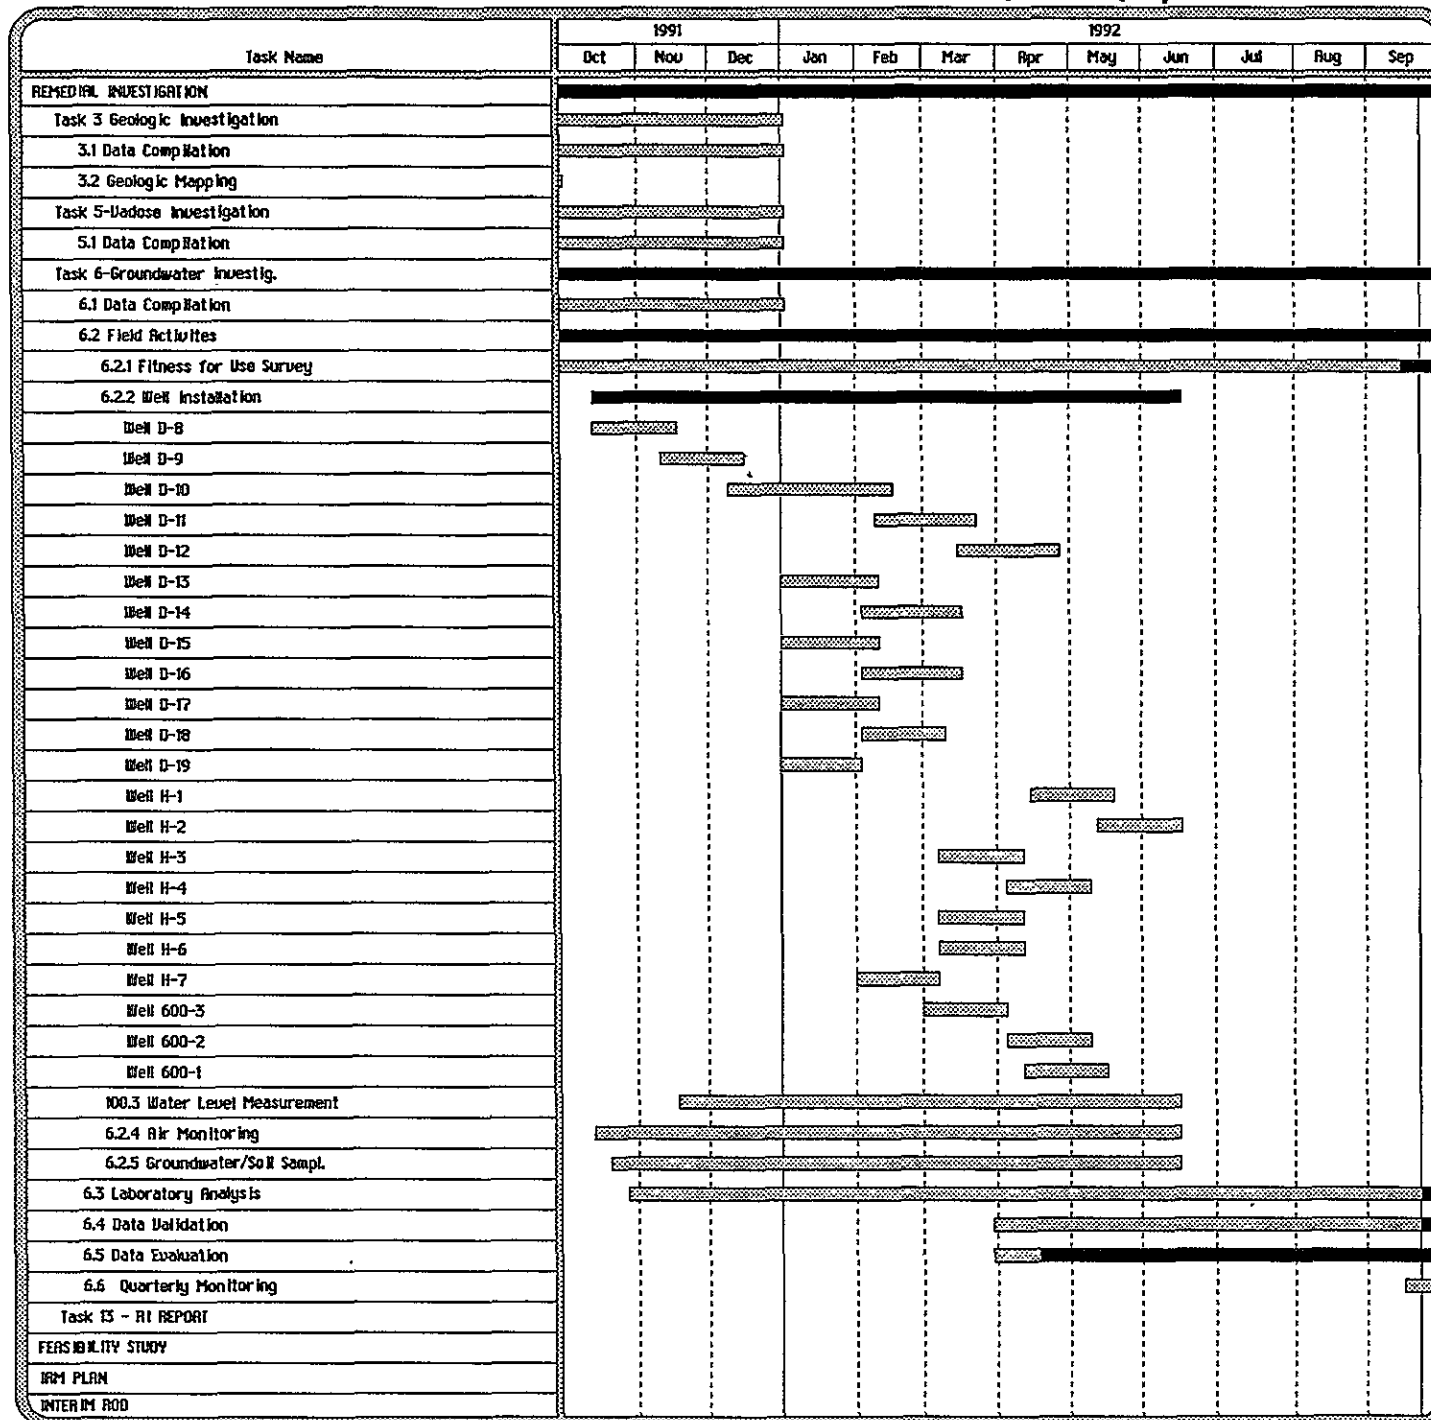 1991 1992
Task Name Oct Nov Dec Jan Feb Mar Apr May Jun Jul Aug Sep
REMEDIAL INVESTIGATION
Task 3 Geologic Investigation
3.1 Data Compilation
3.2 Geologic Mapping
Task 5-Vadose Investigation
5.1 Data Compilation
Task 6-Groundwater Investig.
6.1 Data Compilation
6.2 Field Activites
6.2.1 Fitness for Use Survey
6.2.2 Well Installation
Well D-8
Well D-9
Well D-10
Well D-11
Well D-12
Well D-13
Well D-14
Well D-15
Well D-16
Well D-17
Well D-18
Well D-19
Well H-1
Well H-2
Well H-3
Well H-4
Well H-5
Well H-6
Well H-7
Well 600-3
Well 600-2
Well 600-1
100.3 Water Level Measurement
6.2.4 Air Monitoring
6.2.5 Groundwater/Soil Sampl.
6.3 Laboratory Analysis
6.4 Data Validation
6.5 Data Evaluation
6.6 Quarterly Monitoring
Task 13 - RI REPORT
FEASIBILITY STUDY
IRM PLAN
INTERIM ROD